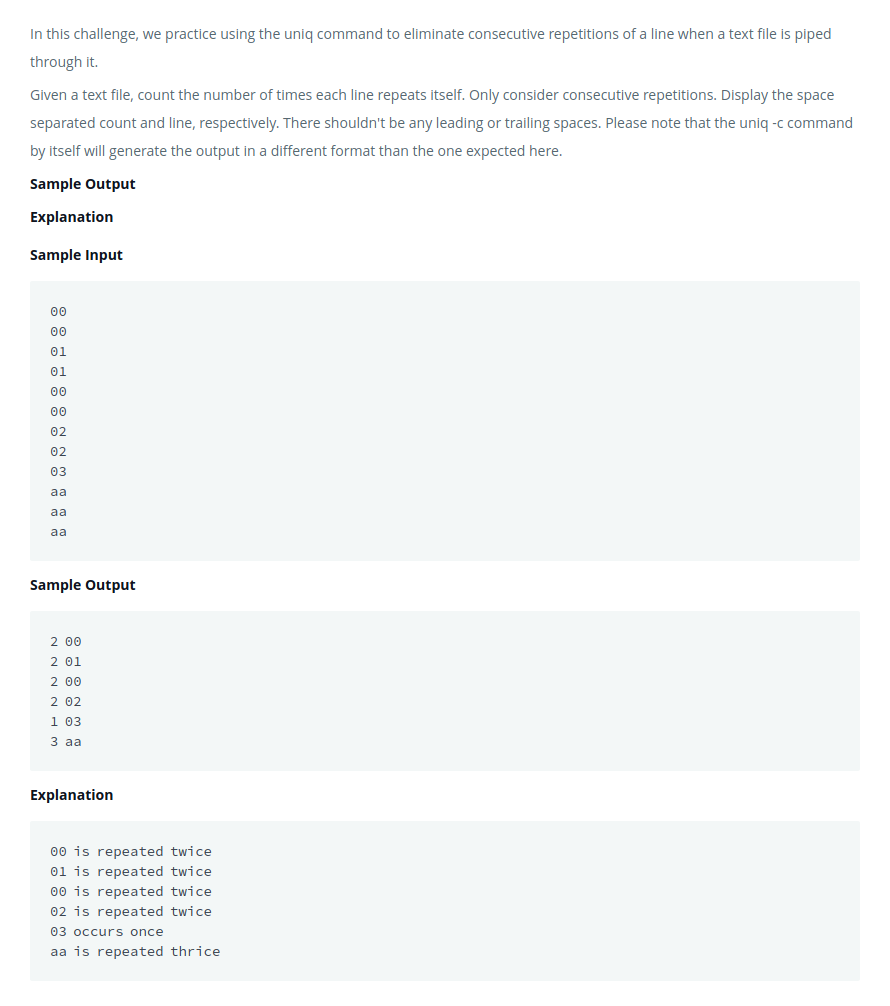 In this challenge, we practice using the uniq command to eliminate consecutive repetitions of a line when a text file is piped
through it.
Given a text file, count the number of times each line repeats itself. Only consider consecutive repetitions. Display the space
separated count and line, respectively. There shouldn't be any leading or trailing spaces. Please note that the uniq -c command
by itself will generate the output in a different format than the one expected here.
Sample Output
Explanation
Sample Input
00
00
01
01
00
00
02
02
03
aa
aa
aa
Sample Output
2 00
2 01
2 00
2 02
1 03
3 aa
Explanation
00 is repeated twice
01 is repeated twice
00 is repeated twice
02 is repeated twice
03 occurs once
aa is repeated thrice